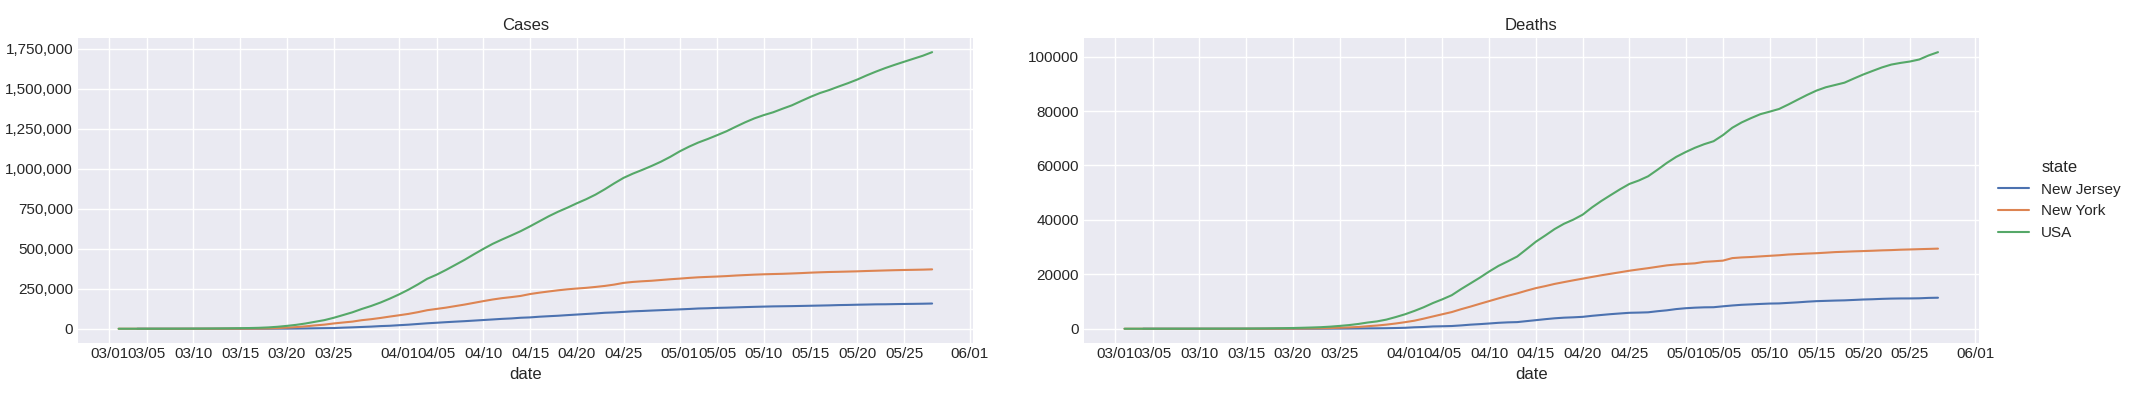 Cases
1,750,000
1,500,000
1,250,000
1,000,000
750,000
500,000
250,000
0
03/01 03/05 03/10 03/15 03/20 03/25 04/01 04/05 04/10 04/15 04/20 04/25 05/01 05/05 05/10 05/15 05/20 05/25 06/01
date
Deaths
100000
80000
60000
40000
20000
0
03/01 03/05 03/10 03/15 03/20 03/25 04/01 04/05 04/10 04/15 04/20 04/25 05/01 05/05 05/10 05/15 05/20 05/25 06/01
date
state
New Jersey
New York
USA